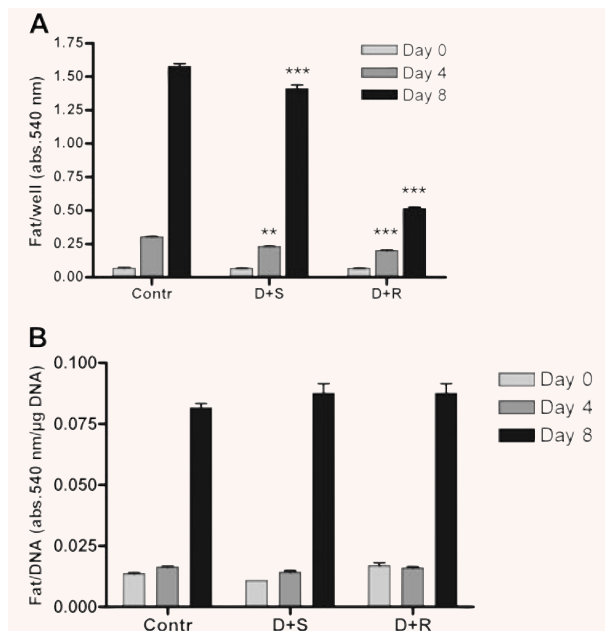 A
Fat/well (abs.540 nm)
1.75
1.50
1.25
1.00
0.75
0.50
0.25
0.00
Day 0
Day 4
Day 8
**
***
***
***
Contr D+S D+R
B
Fat/DNA (abs.540 nm/µg DNA)
0.100
0.075
0.050
0.025
0.000
Day 0
Day 4
Day 8
Contr D+S D+R